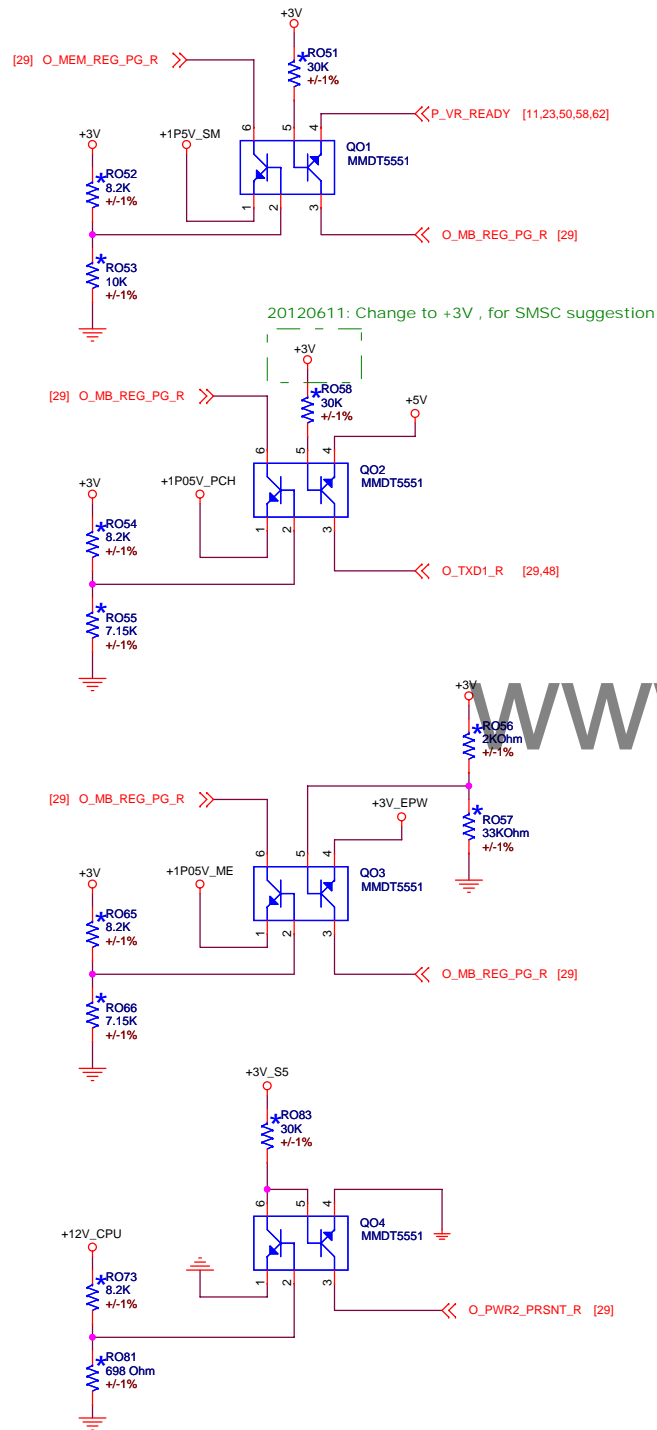 +3V
[29] O_MEM_REG_PG_R
* RO51
30K
+/-1%
6 5 4
P_VR_READY [11,23,50,58,62]
+3V
+1P5V_SM
QO1
MMDT5551
* RO52
8.2K
+/-1%
1 2 3
O_MB_REG_PG_R [29]
* RO53
10K
+/-1%
20120611: Change to +3V , for SMSC suggestion
+3V
[29] O_MB_REG_PG_R
* RO58
30K
+/-1%
+5V
6 5 4
+3V
+1P05V_PCH
QO2
MMDT5551
* RO54
8.2K
+/-1%
1 2 3
O_TXD1_R [29,48]
* RO55
7.15K
+/-1%
+3V
www
* RO56
2KOhm
+/-1%
[29] O_MB_REG_PG_R
+3V_EPW
* RO57
33KOhm
+/-1%
6 5 4
+3V
+1P05V_ME
QO3
MMDT5551
* RO65
8.2K
+/-1%
1 2 3
O_MB_REG_PG_R [29]
* RO66
7.15K
+/-1%
+3V_S5
* RO83
30K
+/-1%
6 5 4
QO4
MMDT5551
+12V_CPU
* RO73
8.2K
+/-1%
1 2 3
O_PWR2_PRSNT_R [29]
* RO81
698 Ohm
+/-1%